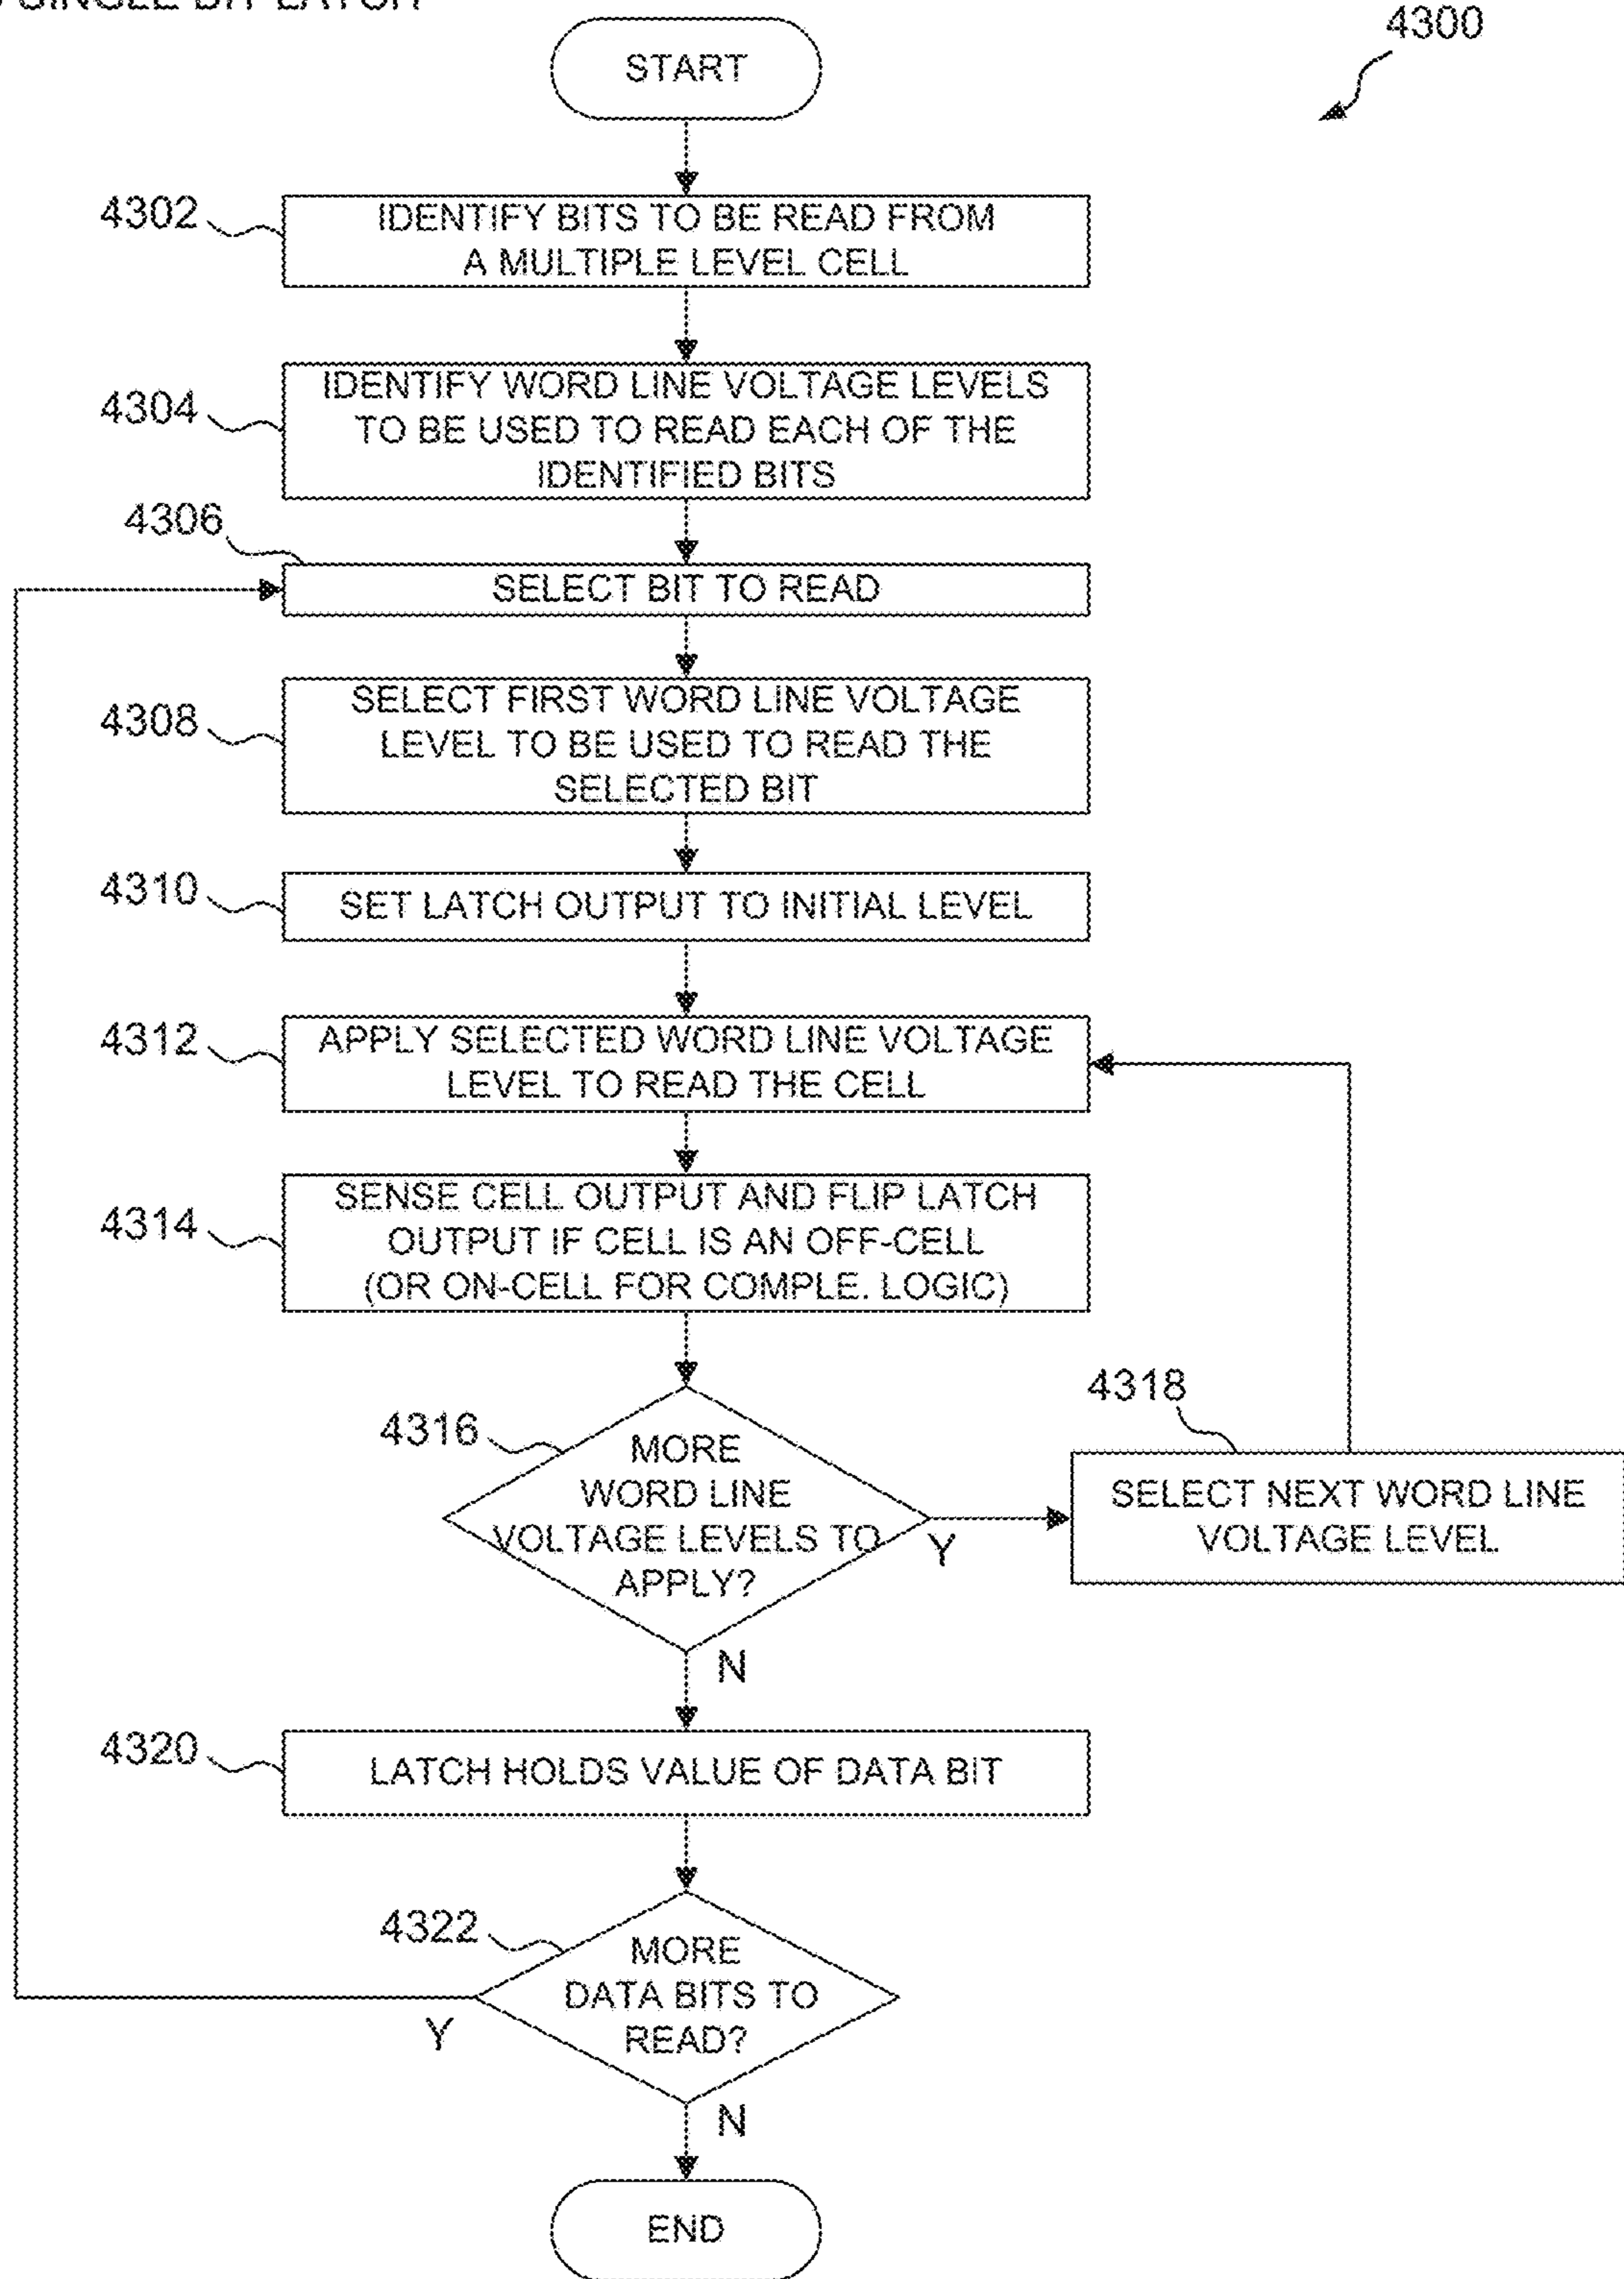 SINGLE BIT LATCH
4300
START
4302
IDENTIFY BITS TO BE READ FROM
A MULTIPLE LEVEL CELL
4304
IDENTIFY WORD LINE VOLTAGE LEVELS
TO BE USED TO READ EACH OF THE
IDENTIFIED BITS
4306
SELECT BIT TO READ
4308
SELECT FIRST WORD LINE VOLTAGE
LEVEL TO BE USED TO READ THE
SELECTED BIT
4310
SET LATCH OUTPUT TO INITIAL LEVEL
4312
APPLY SELECTED WORD LINE VOLTAGE
LEVEL TO READ THE CELL
4314
SENSE CELL OUTPUT AND FLIP LATCH
OUTPUT IF CELL IS AN OFF-CELL
(OR ON-CELL FOR COMPLE. LOGIC)
4316
MORE
WORD LINE
VOLTAGE LEVELS TO
APPLY?
Y
4318
SELECT NEXT WORD LINE
VOLTAGE LEVEL
N
4320
LATCH HOLDS VALUE OF DATA BIT
4322
MORE
DATA BITS TO
READ?
Y
N
END